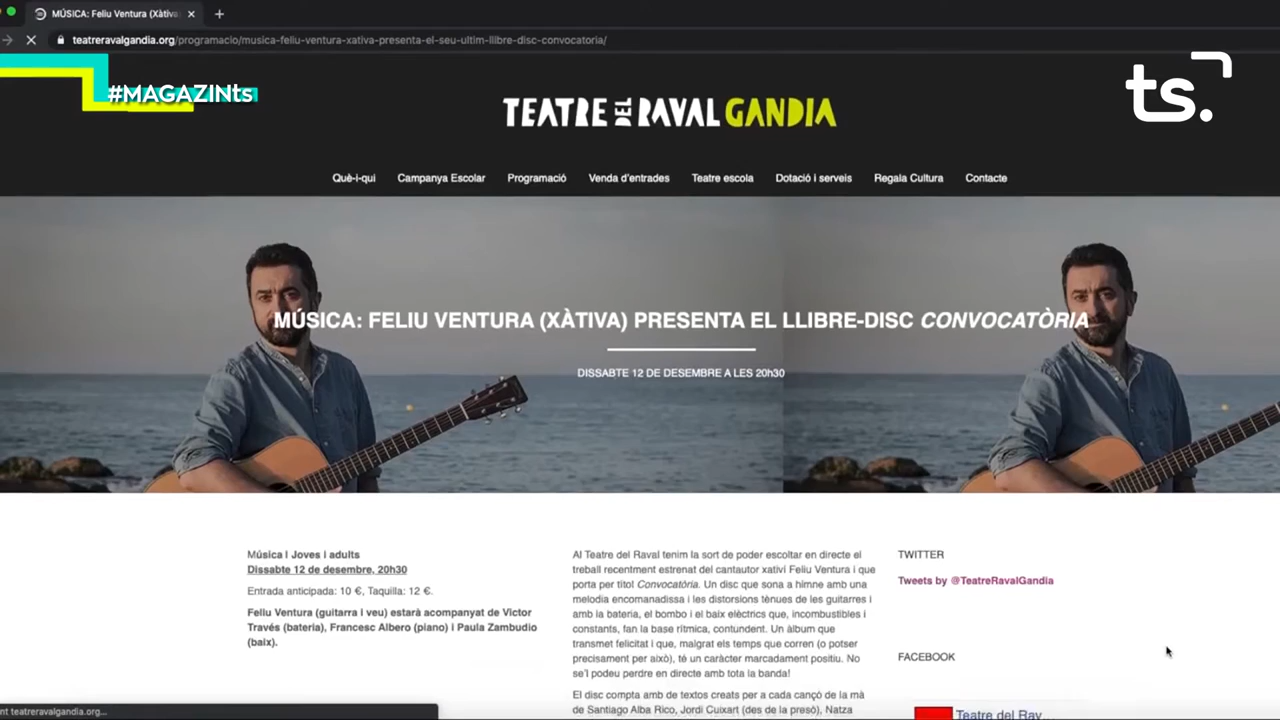 MÚSICA: Feliu Ventura (Xàtiva
teatreravalgandia.org/programacio/musica-feliu-ventura-xativa-presenta-el-seu-ultim-llibre-disc-convocatoria/
#MAGAZINts
ts.
TEATRE DEL RAVAL GANDIA
Què-i-qui Campanya Escolar Programació Venda d'entrades Teatre escola Dotació i serveis Regala Cultura Contacte
MÚSICA: FELIU VENTURA (XÀTIVA) PRESENTA EL LLIBRE-DISC CONVOCATÒRIA
DISSABTE 12 DE DESEMBRE A LES 20h30
Música I Joves i adults
Dissabte 12 de desembre, 20h30
Entrada anticipada: 10 €, Taquilla: 12 €.
Feliu Ventura (guitarra i veu) estarà acompanyat de Victor
Través (bateria), Francesc Albero (piano) i Paula Zambudio
(baix).
Al Teatre del Raval tenim la sort de poder escoltar en directe el
treball recentment estrenat del cantautor xativí Feliu Ventura i que
porta per títol Convocatòria. Un disc que sona a himne amb una
melodia encomanadissa i les distorsions tènues de les guitarres i
amb la bateria, el bombo i el baix elèctrics que, incombustibles i
constants, fan la base rítmica, contundent. Un àlbum que
transmet felicitat i que, malgrat els temps que corren (o potser
precisament per això), té un caràcter marcadament positiu. No
se'l podeu perdre en directe amb tota la banda!
El disc compta amb de textos creats per a cada cançó de la mà
de Santiago Alba Rico, Jordi Cuixart (des de la presó), Natza
TWITTER
Tweets by @TeatreRavalGandia
FACEBOOK
Teatre del Rav...
nt teatreravalgandia.org...